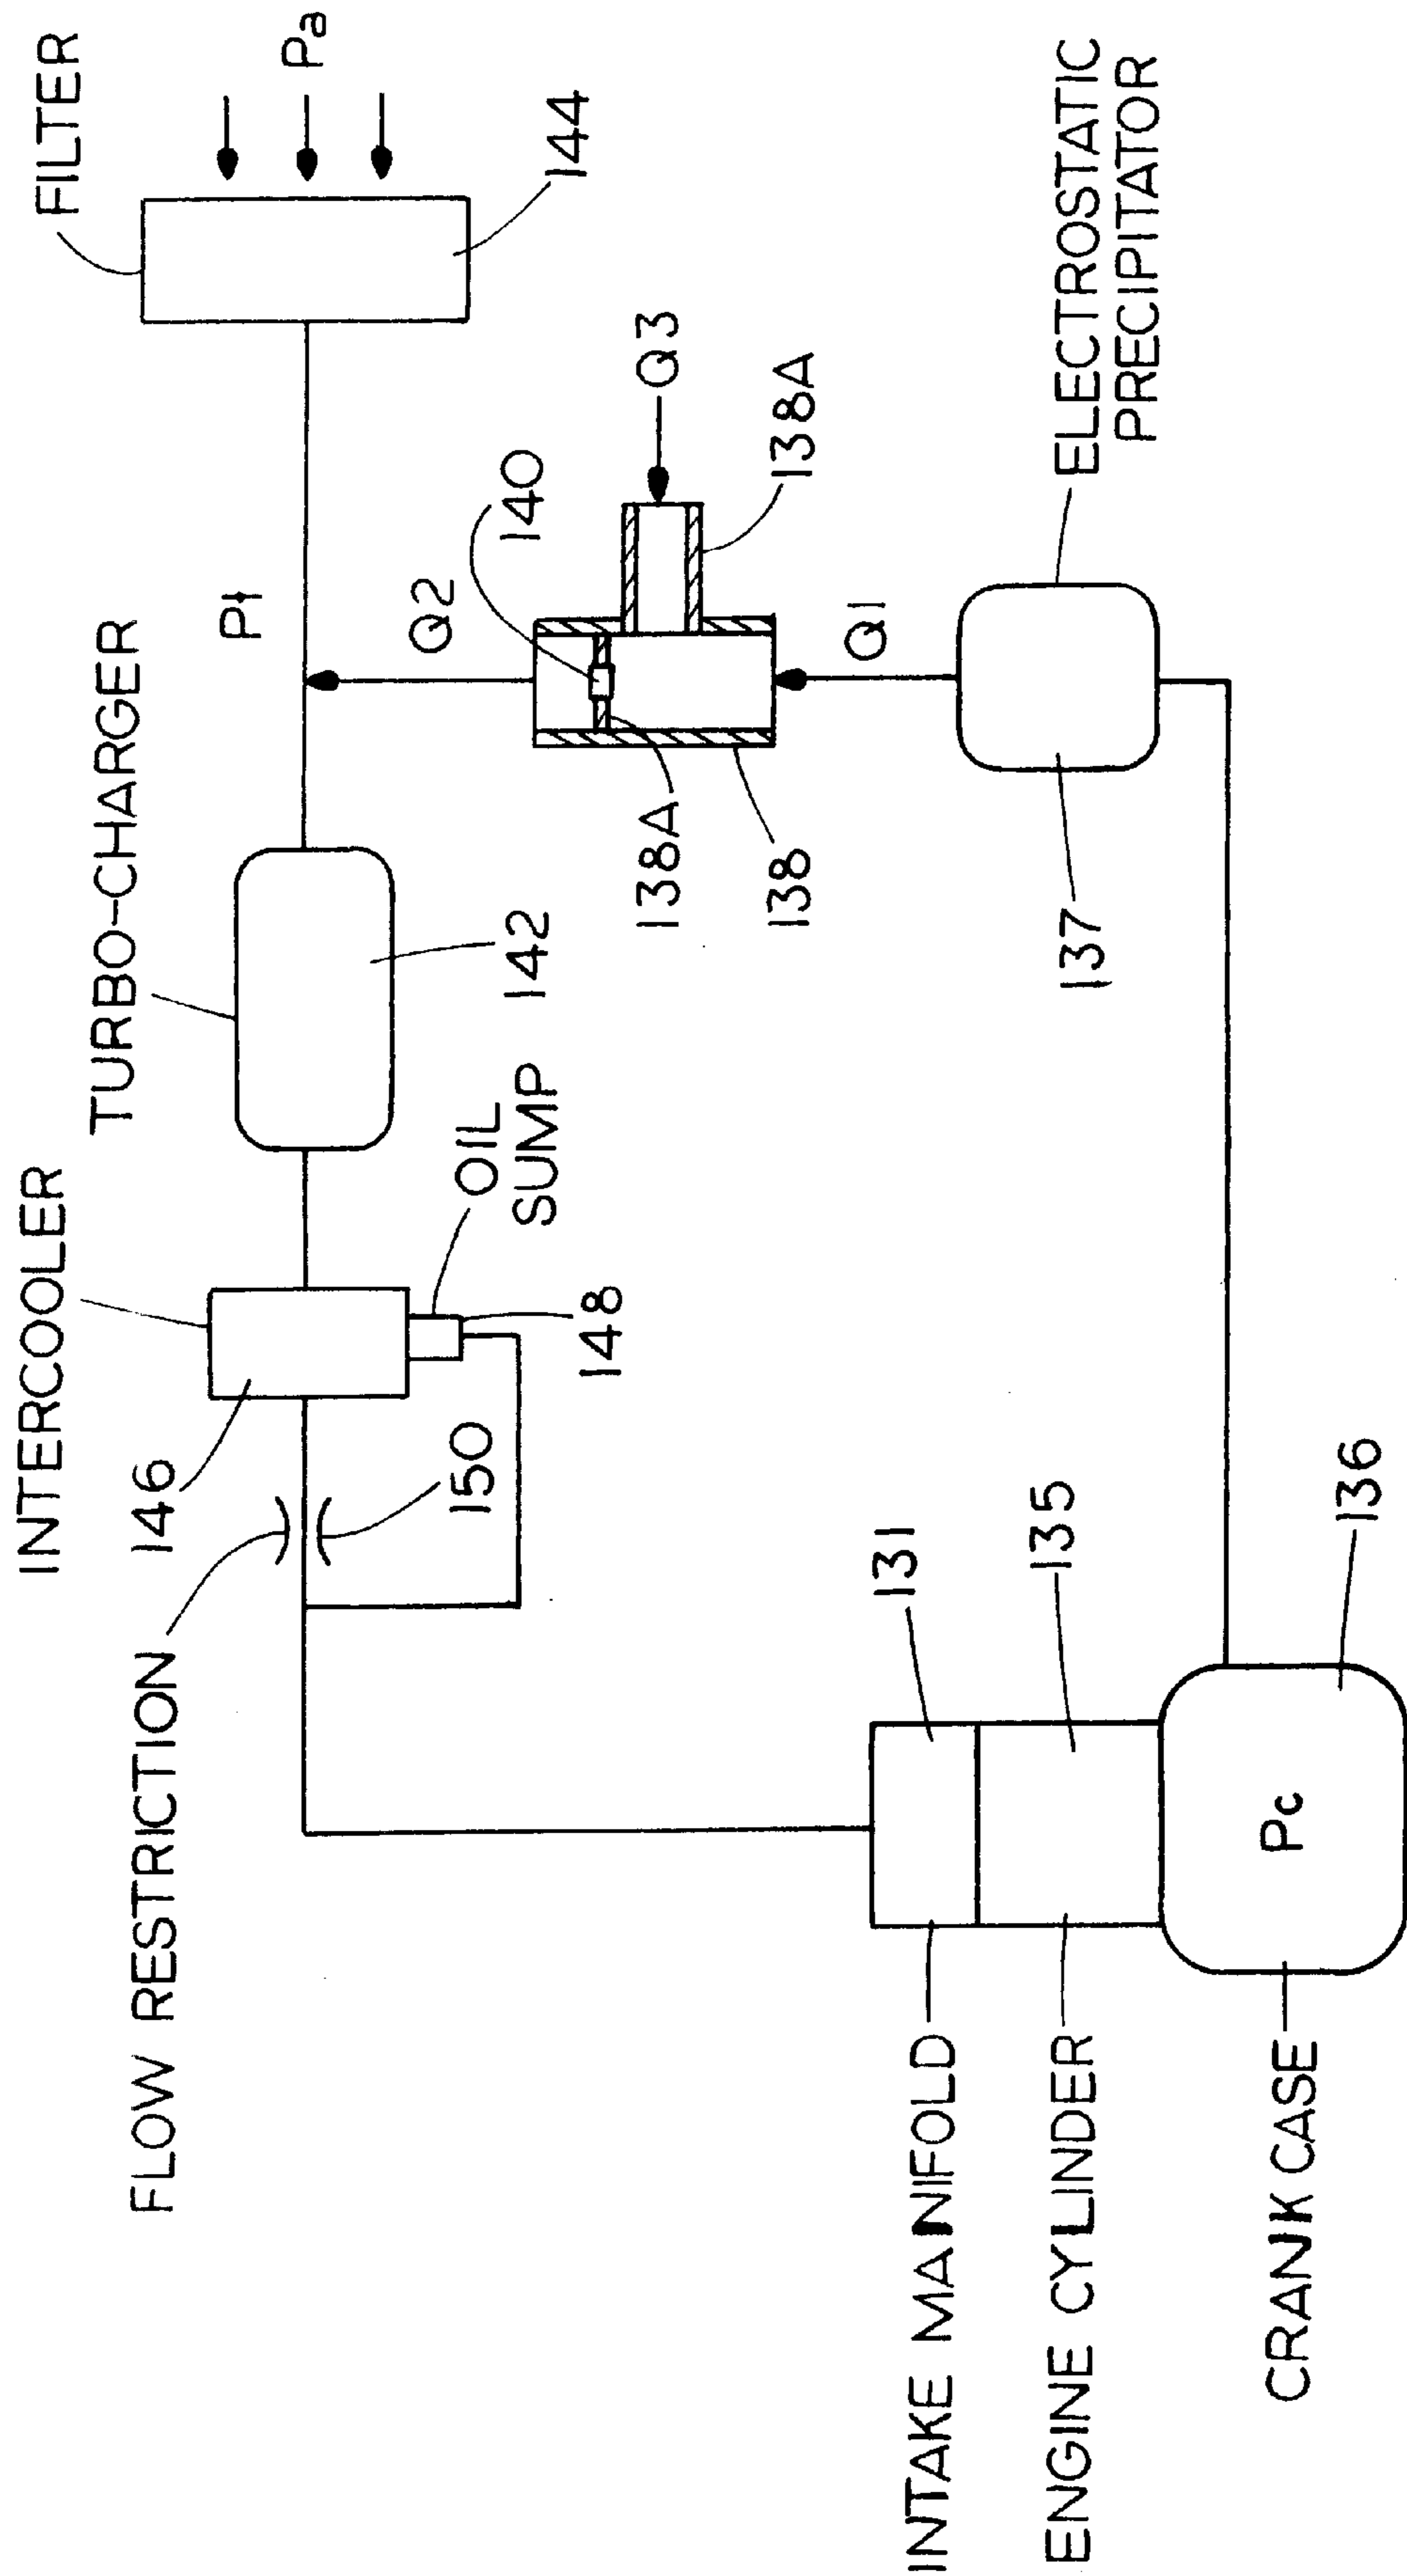 INTERCOOLER
TURBO-CHARGER
FILTER
Pa
FLOW RESTRICTION
146
150
148
OIL
SUMP
142
Pt
144
Q2
140
Q3
138A
138A
138
Q1
137
ELECTROSTATIC
PRECIPITATOR
INTAKE MANIFOLD
131
ENGINE CYLINDER
135
CRANK CASE
Pc
136